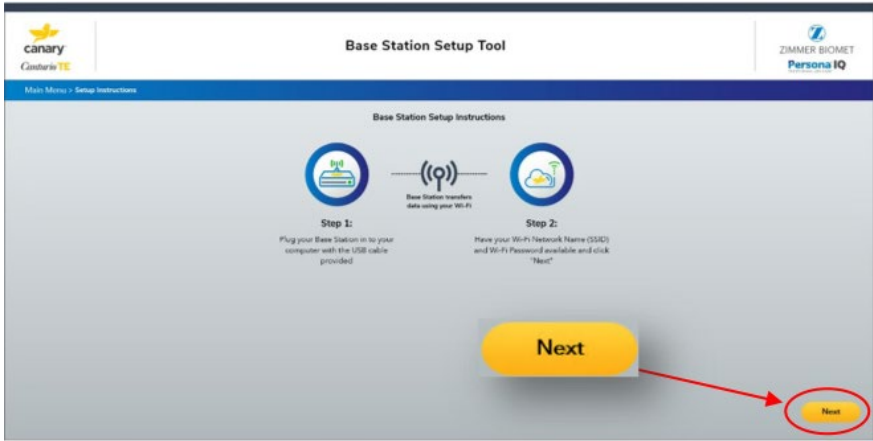 canary
Canturio TE
Base Station Setup Tool
ZIMMER BIOMET
Persona IQ
Main Menu > Setup Instructions
Base Station Setup Instructions
Base Station transfers
data using your Wi-Fi
Step 1:
Plug your Base Station in to your
computer with the USB cable
provided
Step 2:
Have your Wi-Fi Network Name (SSID)
and Wi-Fi Password available and click
"Next"
Next
Next